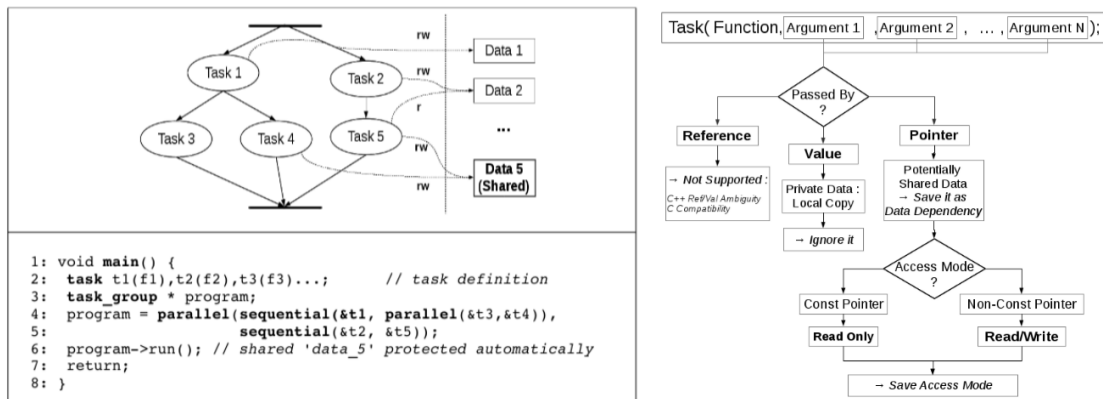 rw
Data 1
Task 1
Task 2
rw
Data 2
r
...
Task 3
Task 4
Task 5
rw
Data 5
(Shared)
rw
1: void main() {
2: task t1(f1),t2(f2),t3(f3)...; // task definition
3: task_group * program;
4: program = parallel(sequential(&t1, parallel(&t3,&t4)),
5: sequential(&t2, &t5));
6: program->run(); // shared 'data_5' protected automatically
7: return;
8: }
Task( Function, Argument 1 , Argument 2 , ... , Argument N );
Passed By
?
Reference
→ Not Supported :
C++ Ref/Val Ambiguity
C Compatibility
Value
Private Data :
Local Copy
→ Ignore it
Pointer
Potentially
Shared Data
→ Save it as
Data Dependency
Access Mode
?
Const Pointer
Non-Const Pointer
Read Only
Read/Write
→ Save Access Mode